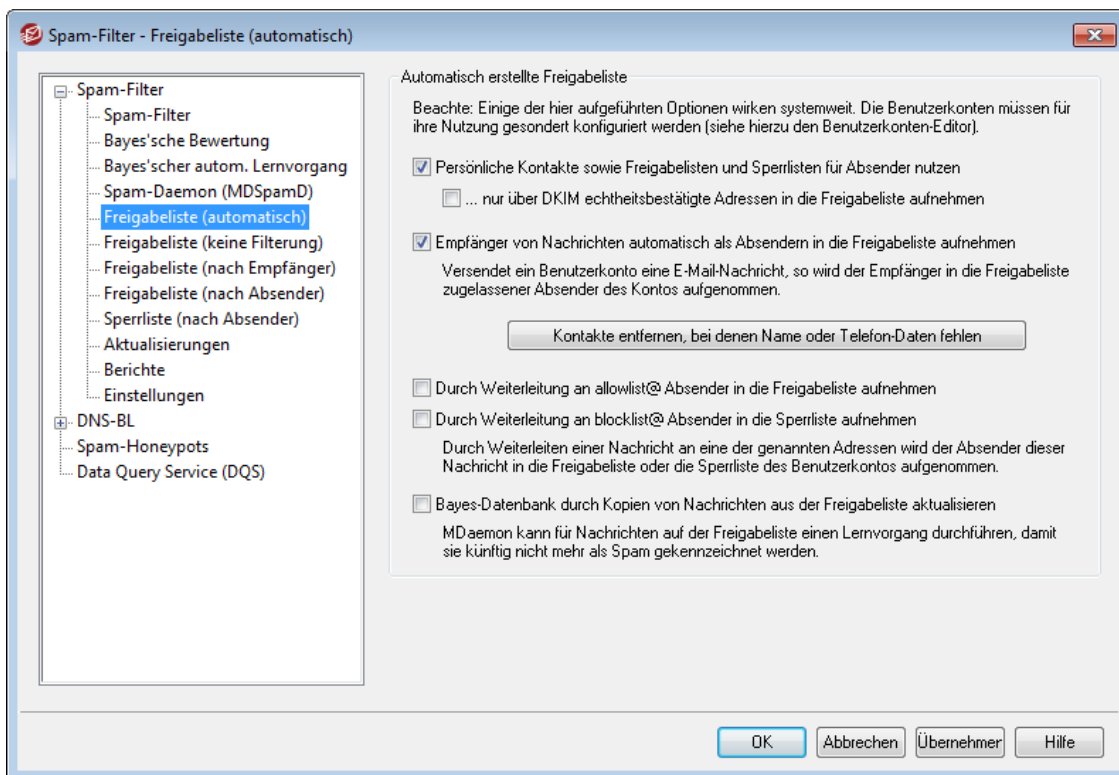 Spam-Filter - Freigabeliste (automatisch)
Spam-Filter
Spam-Filter
Bayes'sche Bewertung
Bayes'scher autom. Lernvorgang
Spam-Daemon (MDSpamD)
Freigabeliste (automatisch)
Freigabeliste (keine Filterung)
Freigabeliste (nach Empfänger)
Freigabeliste (nach Absender)
Sperrliste (nach Absender)
Aktualisierungen
Berichte
Einstellungen
DNS-BL
Spam-Honeypots
Data Query Service (DQS)
Automatisch erstellte Freigabeliste
Beachte: Einige der hier aufgeführten Optionen wirken systemweit. Die Benutzerkonten müssen für
ihre Nutzung gesondert konfiguriert werden (siehe hierzu den Benutzerkonten-Editor).
Persönliche Kontakte sowie Freigabelisten und Sperrlisten für Absender nutzen
... nur über DKIM echtheitsbestätigte Adressen in die Freigabeliste aufnehmen
Empfänger von Nachrichten automatisch als Absendern in die Freigabeliste aufnehmen
Versendet ein Benutzerkonto eine E-Mail-Nachricht, so wird der Empfänger in die Freigabeliste
zugelassener Absender des Kontos aufgenommen.
Kontakte entfernen, bei denen Name oder Telefon-Daten fehlen
Durch Weiterleitung an allowlist@ Absender in die Freigabeliste aufnehmen
Durch Weiterleitung an blocklist@ Absender in die Sperrliste aufnehmen
Durch Weiterleiten einer Nachricht an eine der genannten Adressen wird der Absender dieser
Nachricht in die Freigabeliste oder die Sperrliste des Benutzerkontos aufgenommen.
Bayes-Datenbank durch Kopien von Nachrichten aus der Freigabeliste aktualisieren
MDaemon kann für Nachrichten auf der Freigabeliste einen Lernvorgang durchführen, damit
sie künftig nicht mehr als Spam gekennzeichnet werden.
OK
Abbrechen
Übernehmer
Hilfe